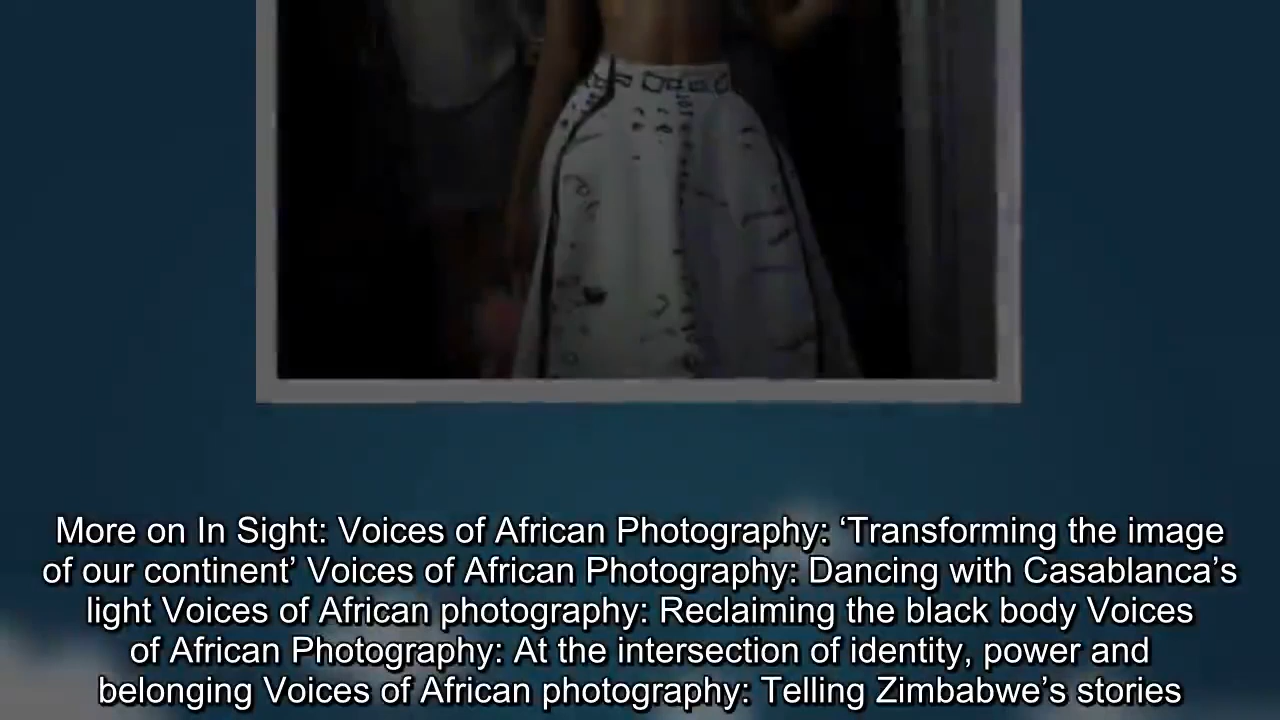 More on In Sight: Voices of African Photography: ‘Transforming the image
of our continent’ Voices of African Photography: Dancing with Casablanca’s
light Voices of African photography: Reclaiming the black body Voices
of African Photography: At the intersection of identity, power and
belonging Voices of African photography: Telling Zimbabwe’s stories